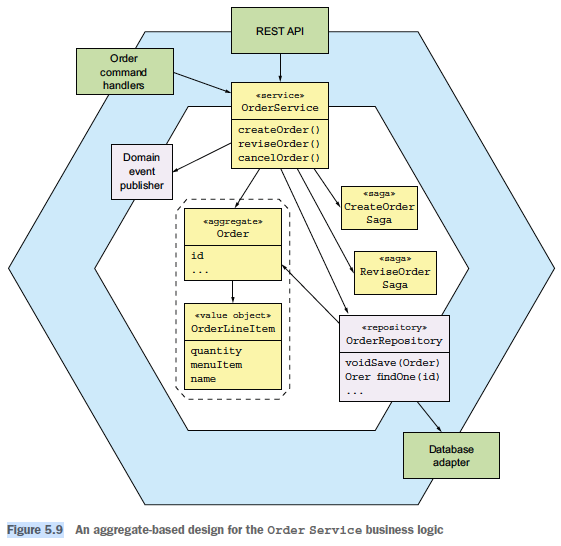 REST API
Order
command
handlers
«service»
OrderService
createOrder()
reviseOrder()
cancelOrder()
Domain
event
publisher
«saga»
CreateOrder
Saga
«aggregate»
Order
id
...
«saga»
ReviseOrder
Saga
«value object»
OrderLineItem
quantity
menuItem
name
«repository»
OrderRepository
voidSave(Order)
Orer findOne(id)
...
Database
adapter
Figure 5.9 An aggregate-based design for the Order Service business logic